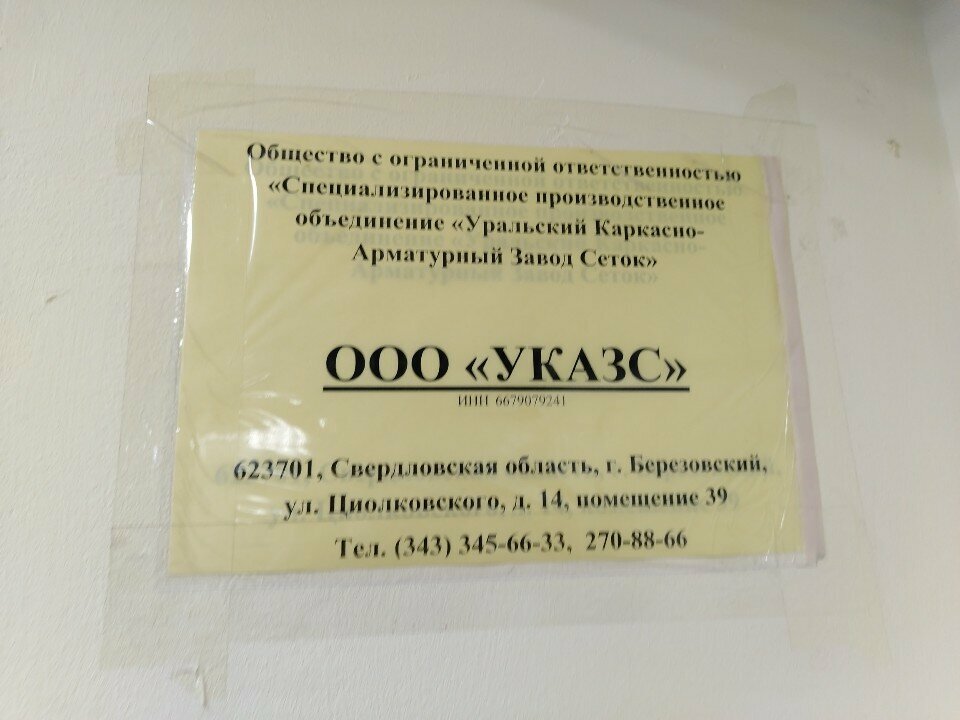 Общество с ограниченной ответственностью
«Специализированное производственное
объединение «Уральский Каркасно-
Арматурный Завод Сеток»
ООО «УКАЗС»
ИНН 6679079241
623701, Свердловская область, г. Березовский,
ул. Циолковского, д. 14, помещение 39
Тел. (343) 345-66-33, 270-88-66